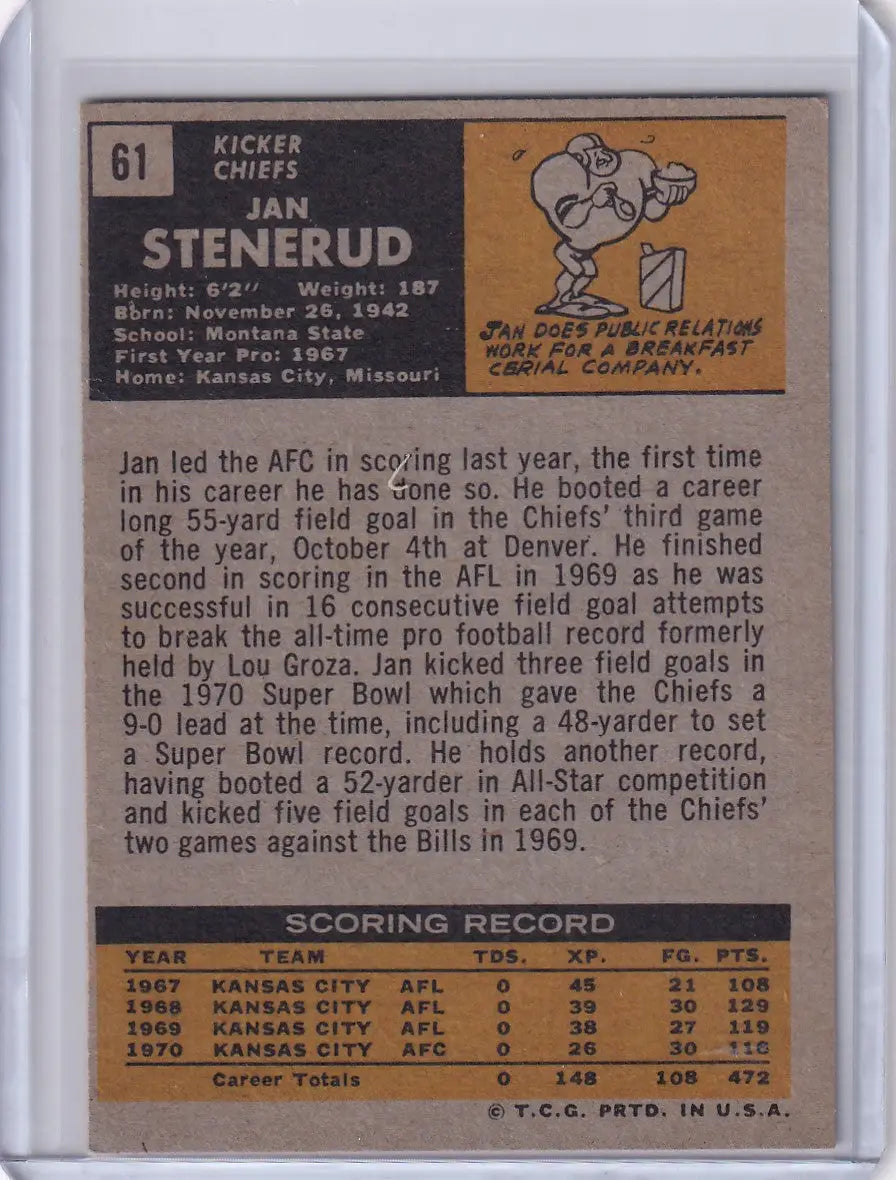 61
KICKER
CHIEFS
JAN
STENERUD
Height: 6'2" Weight: 187
Born: November 26, 1942
School: Montana State
First Year Pro: 1967
Home: Kansas City, Missouri
JAN DOES PUBLIC RELATIONS
WORK FOR A BREAKFAST
CERIAL COMPANY.
Jan led the AFC in scoring last year, the first time
in his career he has done so. He booted a career
long 55-yard field goal in the Chiefs' third game
of the year, October 4th at Denver. He finished
second in scoring in the AFL in 1969 as he was
successful in 16 consecutive field goal attempts
to break the all-time pro football record formerly
held by Lou Groza. Jan kicked three field goals in
the 1970 Super Bowl which gave the Chiefs a
9-0 lead at the time, including a 48-yarder to set
a Super Bowl record. He holds another record,
having booted a 52-yarder in All-Star competition
and kicked five field goals in each of the Chiefs'
two games against the Bills in 1969.
SCORING RECORD
YEAR TEAM TDS. XP. FG. PTS.
1967 KANSAS CITY AFL 0 45 21 108
1968 KANSAS CITY AFL 0 39 30 129
1969 KANSAS CITY AFL 0 38 27 119
1970 KANSAS CITY AFC 0 26 30 116
Career Totals 0 148 108 472
© T.C.G. PRTD. IN U.S.A.